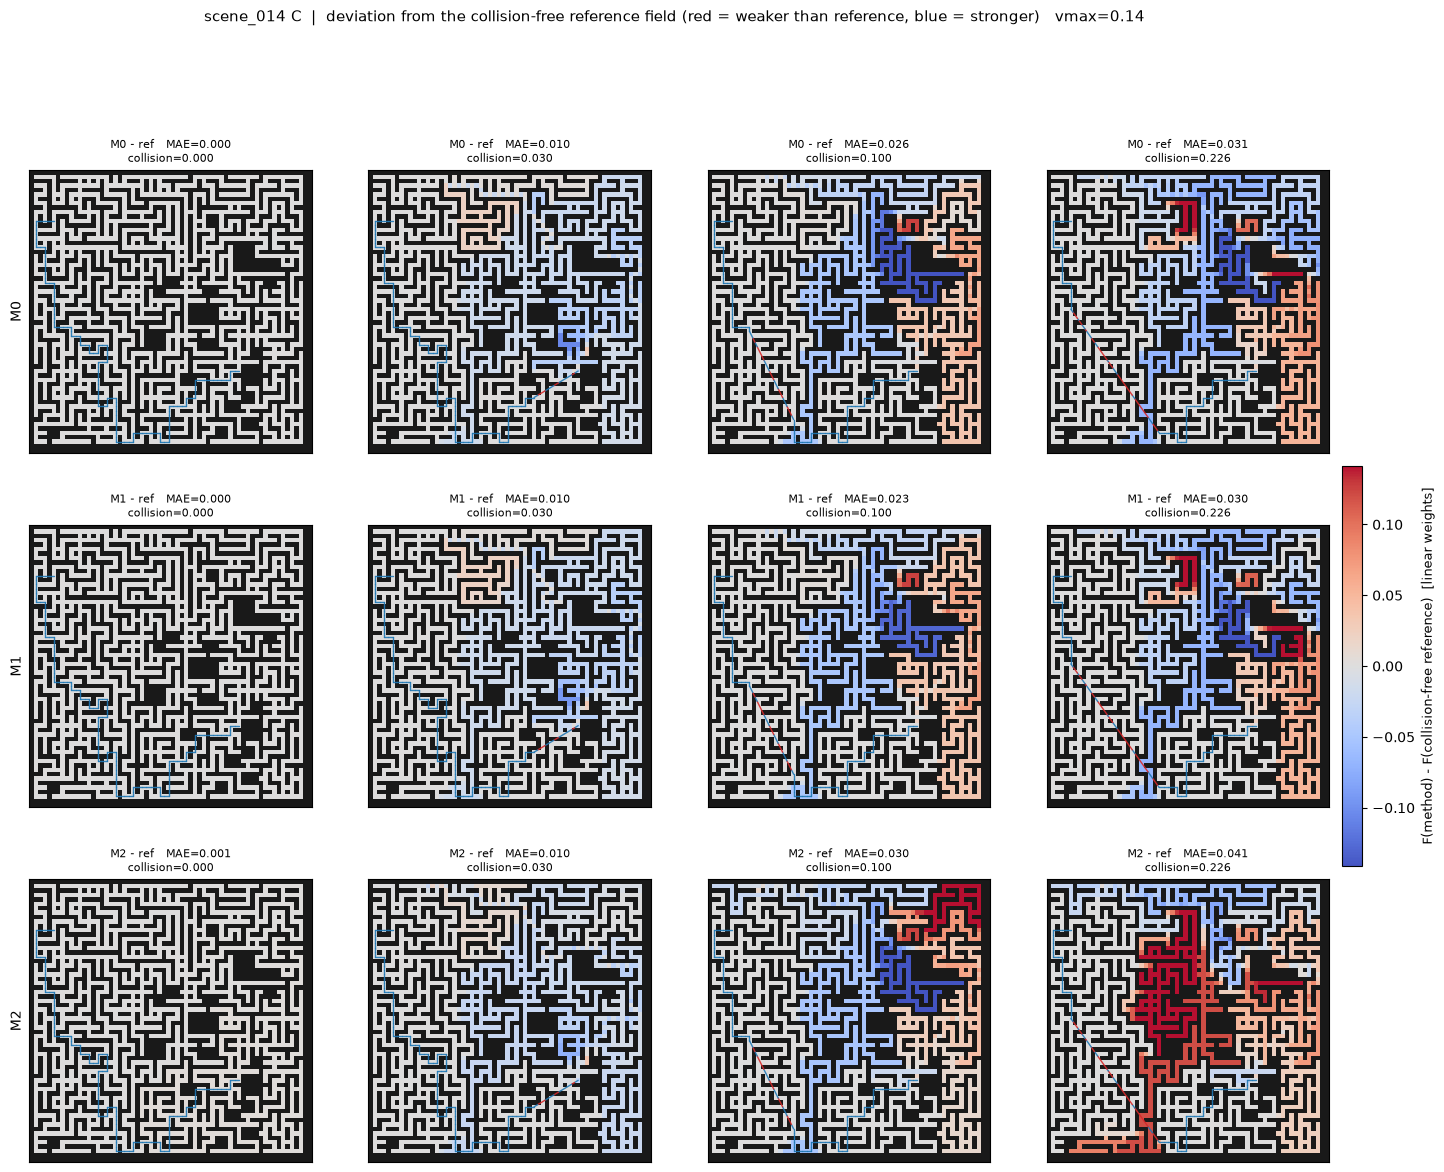 scene_014 C  |  deviation from the collision-free reference field (red = weaker than reference, blue = stronger)   vmax=0.14
M0 - ref   MAE=0.000
collision=0.000
M0 - ref   MAE=0.010
collision=0.030
M0 - ref   MAE=0.026
collision=0.100
M0 - ref   MAE=0.031
collision=0.226
M0
M1 - ref   MAE=0.000
collision=0.000
M1 - ref   MAE=0.010
collision=0.030
M1 - ref   MAE=0.023
collision=0.100
M1 - ref   MAE=0.030
collision=0.226
M1
M2 - ref   MAE=0.001
collision=0.000
M2 - ref   MAE=0.010
collision=0.030
M2 - ref   MAE=0.030
collision=0.100
M2 - ref   MAE=0.041
collision=0.226
M2
0.10
0.05
0.00
−0.05
−0.10
F(method) - F(collision-free reference)  [linear weights]